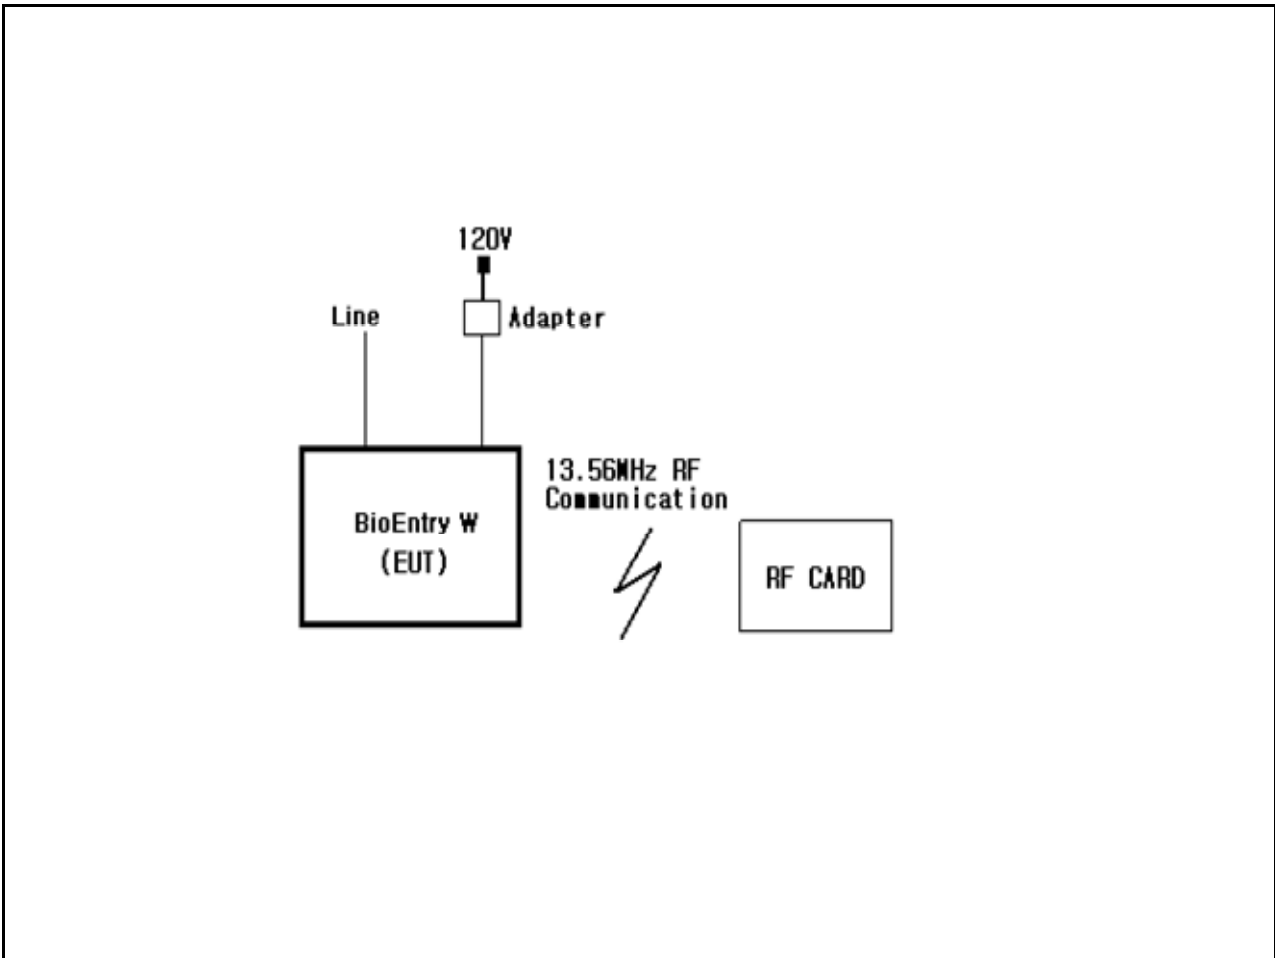 120V
Line
Adapter
13.56MHz RF
Communication
BioEntry W
(EUT)
RF CARD